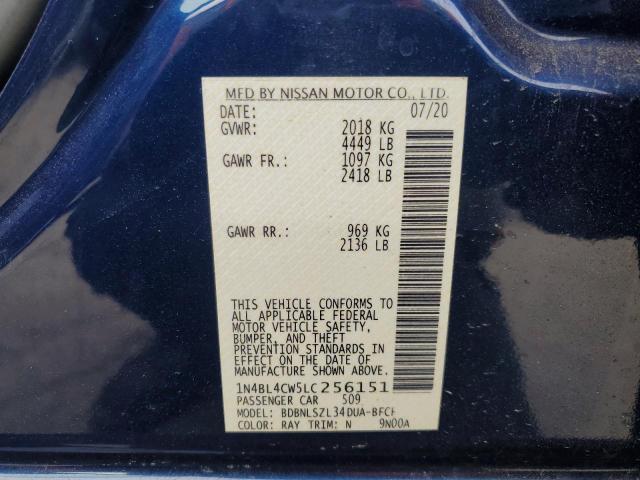 MFD BY NISSAN MOTOR CO., LTD.
DATE: 07/20
GVWR: 2018 KG
4449 LB
GAWR FR.: 1097 KG
2418 LB
GAWR RR.: 969 KG
2136 LB
THIS VEHICLE CONFORMS TO
ALL APPLICABLE FEDERAL
MOTOR VEHICLE SAFETY,
BUMPER, AND THEFT
PREVENTION STANDARDS IN
EFFECT ON THE DATE OF
MANUFACTURE SHOWN ABOVE.
1N4BL4CW5LC256151
PASSENGER CAR 509
MODEL: BDBNLSZL34DUA-BFCF
COLOR: RAY TRIM: N 9N00A